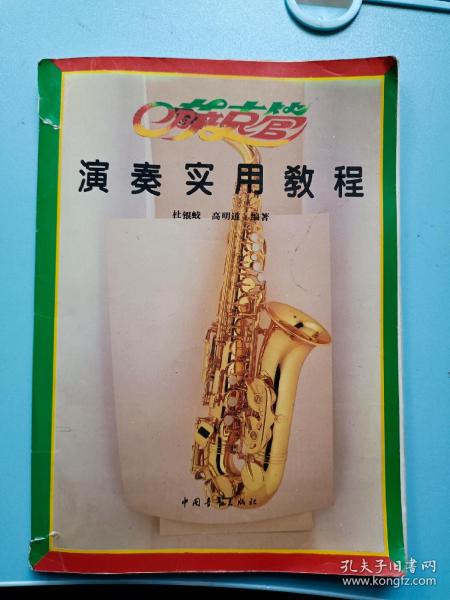 萨克管
演奏实用教程
杜银蛟 高明道 编著
中国青年出版社
孔夫子旧书网
www.kongfz.com